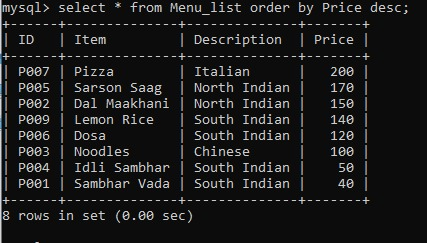 mysql> select * from Menu_list order by Price desc;
+------+--------------+--------------+-------+
| ID   | Item         | Description  | Price |
+------+--------------+--------------+-------+
| P007 | Pizza        | Italian      |   200 |
| P005 | Sarson Saag  | North Indian |   170 |
| P002 | Dal Maakhani | North Indian |   150 |
| P009 | Lemon Rice   | South Indian |   140 |
| P006 | Dosa         | South Indian |   120 |
| P003 | Noodles      | Chinese      |   100 |
| P004 | Idli Sambhar | South Indian |    50 |
| P001 | Sambhar Vada | South Indian |    40 |
+------+--------------+--------------+-------+
8 rows in set (0.00 sec)